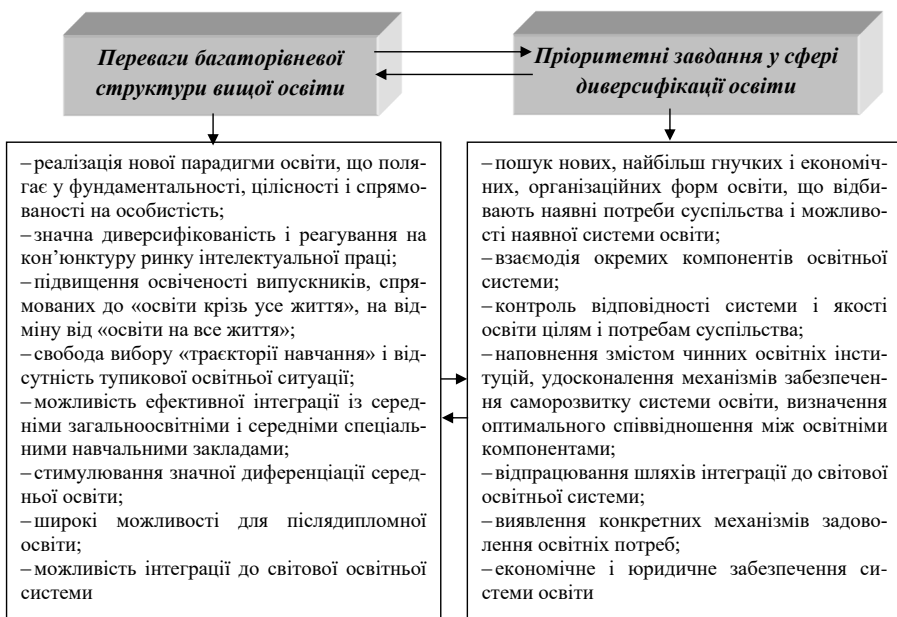 Переваги багаторівневої
структури вищої освіти
Пріоритетні завдання у сфері
диверсифікації освіти
–реалізація нової парадигми освіти, що поля-
гає у фундаментальності, цілісності і спрямо-
ваності на особистість;
–значна диверсифікованість і реагування на
кон’юнктуру ринку інтелектуальної праці;
–підвищення освіченості випускників, спря-
мованих до «освіти крізь усе життя», на від-
міну від «освіти на все життя»;
–свобода вибору «траєкторії навчання» і від-
сутність тупикової освітньої ситуації;
–можливість ефективної інтеграції із серед-
німи загальноосвітніми і середніми спеціаль-
ними навчальними закладами;
–стимулювання значної диференціації серед-
ньої освіти;
–широкі можливості для післядипломної
освіти;
–можливість інтеграції до світової освітньої
системи
–пошук нових, найбільш гнучких і економіч-
них, організаційних форм освіти, що відби-
вають наявні потреби суспільства і можливо-
сті наявної системи освіти;
–взаємодія окремих компонентів освітньої
системи;
–контроль відповідності системи і якості
освіти цілям і потребам суспільства;
–наповнення змістом чинних освітніх інсти-
туцій, удосконалення механізмів забезпечен-
ня саморозвитку системи освіти, визначення
оптимального співвідношення між освітніми
компонентами;
–відпрацювання шляхів інтеграції до світової
освітньої системи;
–виявлення конкретних механізмів задово-
лення освітніх потреб;
–економічне і юридичне забезпечення си-
стеми освіти